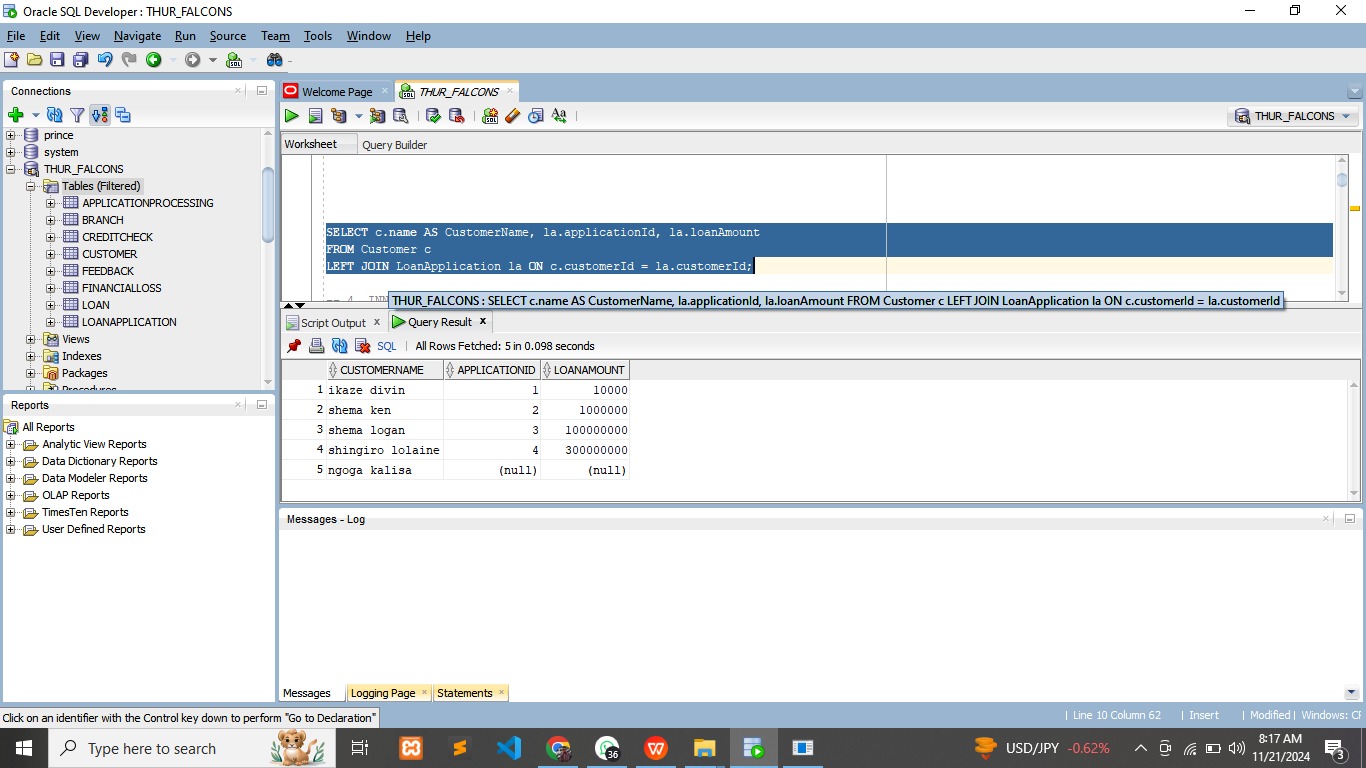 Oracle SQL Developer : THUR_FALCONS
File Edit View Navigate Run Source Team Tools Window Help
Connections
prince
system
THUR_FALCONS
Tables (Filtered)
APPLICATIONPROCESSING
BRANCH
CREDITCHECK
CUSTOMER
FEEDBACK
FINANCIALLOSS
LOAN
LOANAPPLICATION
Views
Indexes
Packages
Procedures
Reports
All Reports
Analytic View Reports
Data Dictionary Reports
Data Modeler Reports
OLAP Reports
TimesTen Reports
User Defined Reports
Welcome Page THUR_FALCONS
THUR_FALCONS
Worksheet Query Builder
SELECT c.name AS CustomerName, la.applicationId, la.loanAmount
FROM Customer c
LEFT JOIN LoanApplication la ON c.customerId = la.customerId;
THUR_FALCONS : SELECT c.name AS CustomerName, la.applicationId, la.loanAmount FROM Customer c LEFT JOIN LoanApplication la ON c.customerId = la.customerId
Script Output x Query Result x
SQL | All Rows Fetched: 5 in 0.098 seconds
CUSTOMERNAME APPLICATIONID LOANAMOUNT
1 ikaze divin 1 10000
2 shema ken 2 1000000
3 shema logan 3 100000000
4 shingiro lolaine 4 300000000
5 ngoga kalisa (null) (null)
Messages - Log
Messages Logging Page Statements
Click on an identifier with the Control key down to perform "Go to Declaration"
Line 10 Column 62 | Insert | Modified | Windows: CF
Type here to search
36
USD/JPY -0.62%
8:17 AM
11/21/2024
3